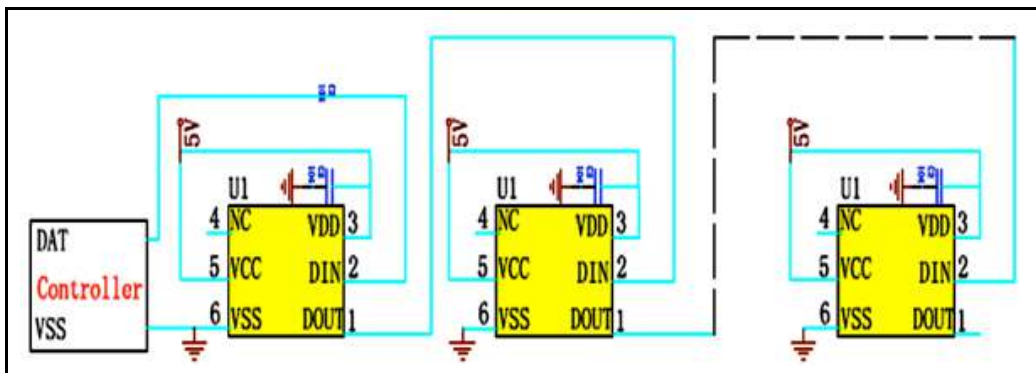 DAT
Controller
VSS
5V
U1
4 NC VDD 3
5 VCC DIN 2
6 VSS DOUT 1
5V
U1
4 NC VDD 3
5 VCC DIN 2
6 VSS DOUT 1
5V
U1
4 NC VDD 3
5 VCC DIN 2
6 VSS DOUT 1